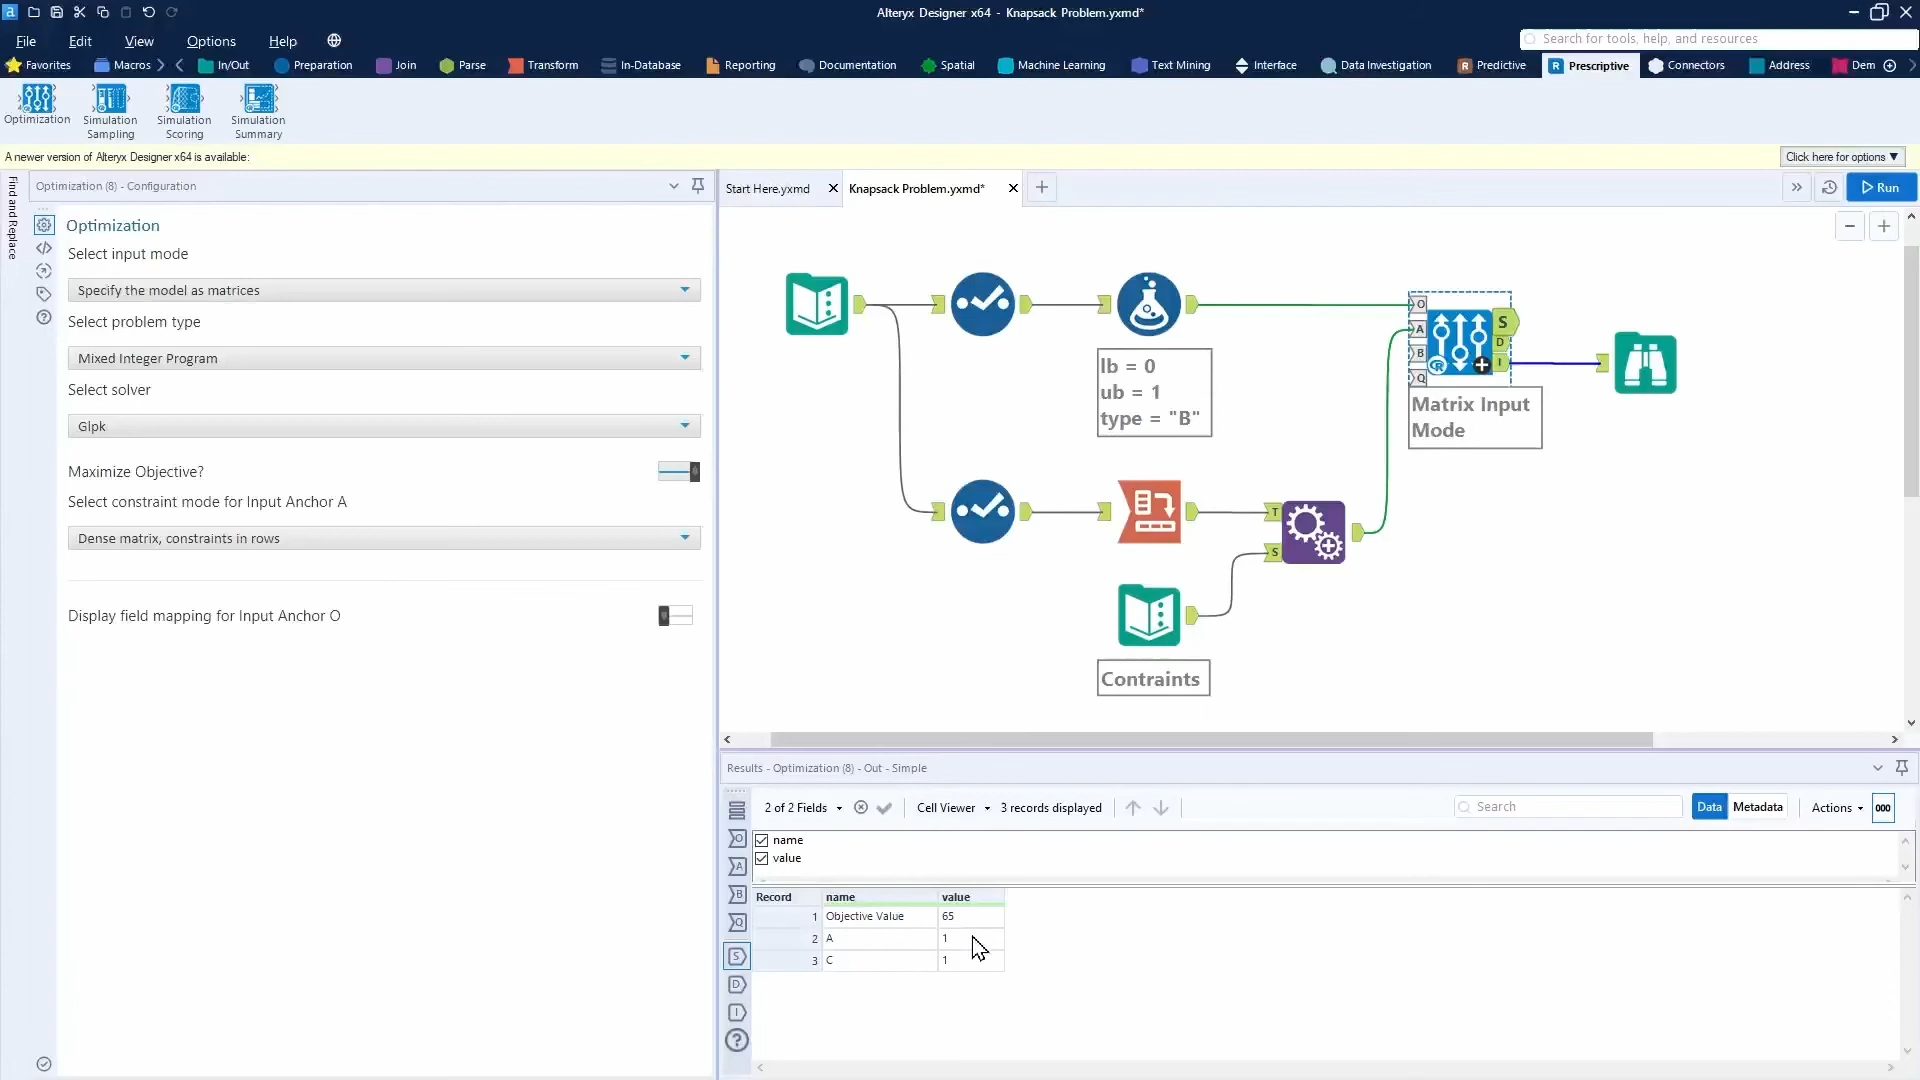 Alteryx Designer x64 - Knapsack Problem.yxmd*
File Edit View Options Help
Search for tools, help, and resources
Favorites Macros In/Out Preparation Join Parse Transform In-Database Reporting Documentation Spatial Machine Learning Text Mining Interface Data Investigation Predictive Prescriptive Connectors Address Dem
Optimization
Simulation
Sampling
Simulation
Scoring
Simulation
Summary
A newer version of Alteryx Designer x64 is available:
Click here for options ▼
Find and Replace
Optimization (8) - Configuration
Optimization
Select input mode
Specify the model as matrices
Select problem type
Mixed Integer Program
Select solver
Glpk
Maximize Objective?
Select constraint mode for Input Anchor A
Dense matrix, constraints in rows
Display field mapping for Input Anchor O
Start Here.yxmd
Knapsack Problem.yxmd*
Run
lb = 0
ub = 1
type = "B"
O
A
B
Q
S
D
I
R
Matrix Input
Mode
T
S
Contraints
Results - Optimization (8) - Out - Simple
2 of 2 Fields Cell Viewer 3 records displayed Search Data Metadata Actions 000
name
value
O
A
B
Q
S
D
I
Record name value
1 Objective Value 65
2 A 1
3 C 1